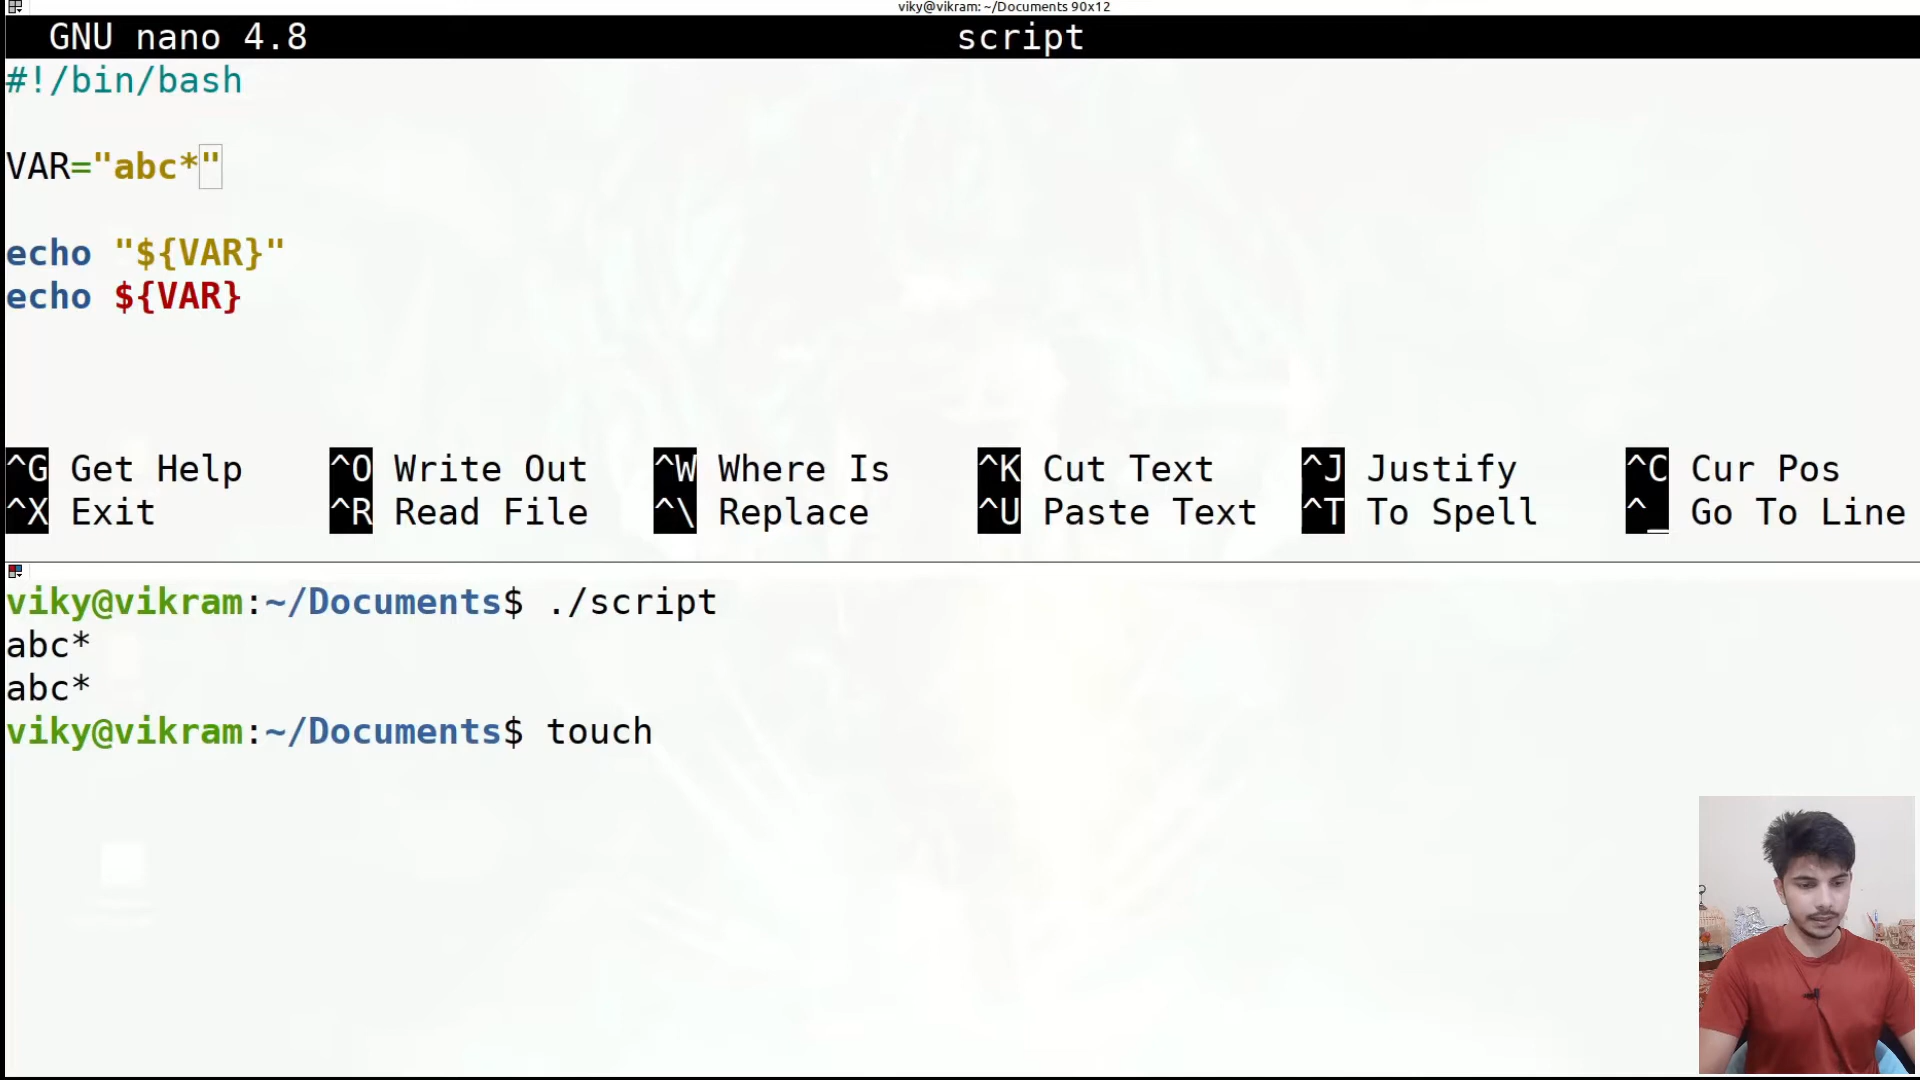 viky@vikram: ~/Documents 90x12
GNU nano 4.8 script
#!/bin/bash
VAR="abc*"
echo "${VAR}"
echo ${VAR}
^G Get Help ^O Write Out ^W Where Is ^K Cut Text ^J Justify ^C Cur Pos
^X Exit ^R Read File ^\ Replace ^U Paste Text ^T To Spell ^_ Go To Line
viky@vikram:~/Documents$ ./script
abc*
abc*
viky@vikram:~/Documents$ touch